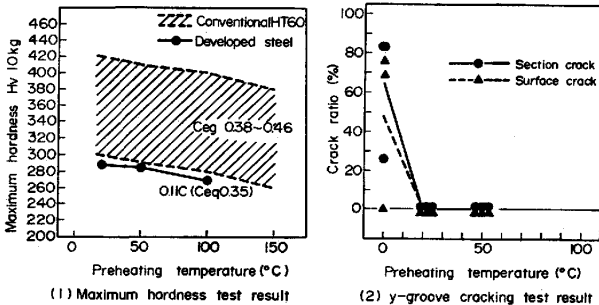 Conventional HT60
Developed steel
Maximum hardness Hv 10kg
460
440
420
400
380
360
340
320
300
280
260
240
220
200
Ceq 0.38~0.46
0.11C (Ceq0.35)
0 50 100 150
Preheating temperature (°C)
(1) Maximum hardness test result
Crack ratio (%)
100
80
60
40
20
0
Section crack
Surface crack
0 50 100
Preheating temperature (°C)
(2) y-groove cracking test result